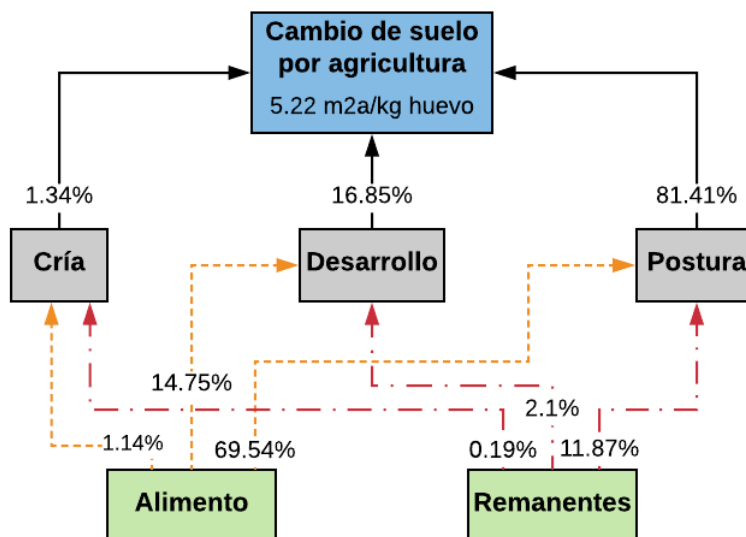 Cambio de suelo
por agricultura
5.22 m2a/kg huevo
1.34%
16.85%
81.41%
Cría
Desarrollo
Postura
14.75%
2.1%
1.14%
69.54%
0.19%
11.87%
Alimento
Remanentes